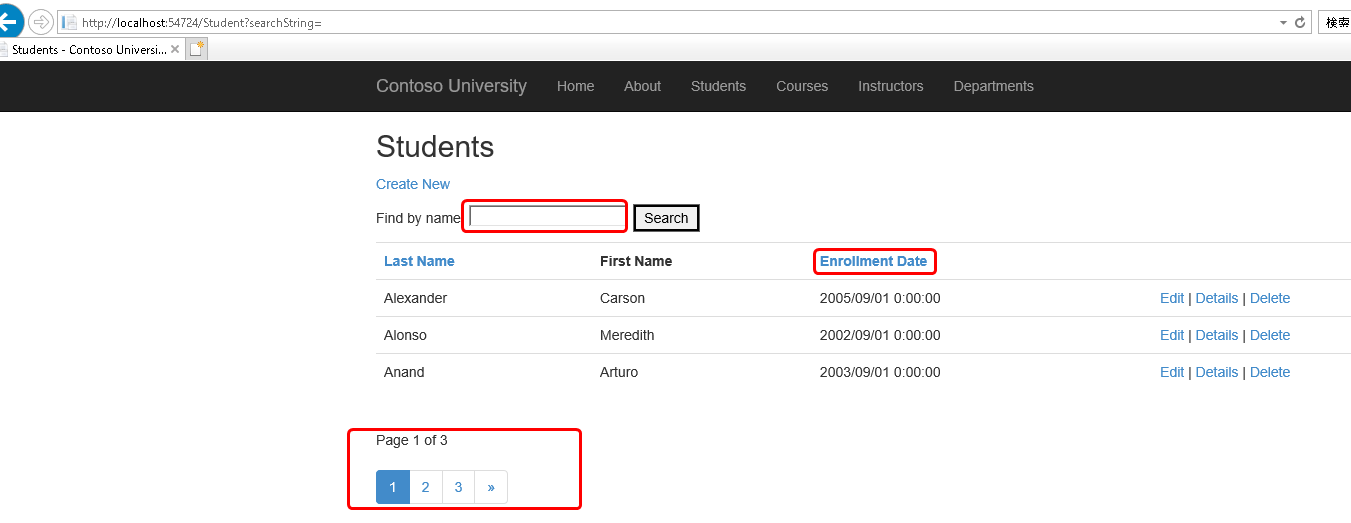 http://localhost:54724/Student?searchString=
検索
Students - Contoso Universi...
Contoso University Home About Students Courses Instructors Departments
Students
Create New
Find by name Search
Last Name First Name Enrollment Date
Alexander Carson 2005/09/01 0:00:00 Edit | Details | Delete
Alonso Meredith 2002/09/01 0:00:00 Edit | Details | Delete
Anand Arturo 2003/09/01 0:00:00 Edit | Details | Delete
Page 1 of 3
1 2 3 »